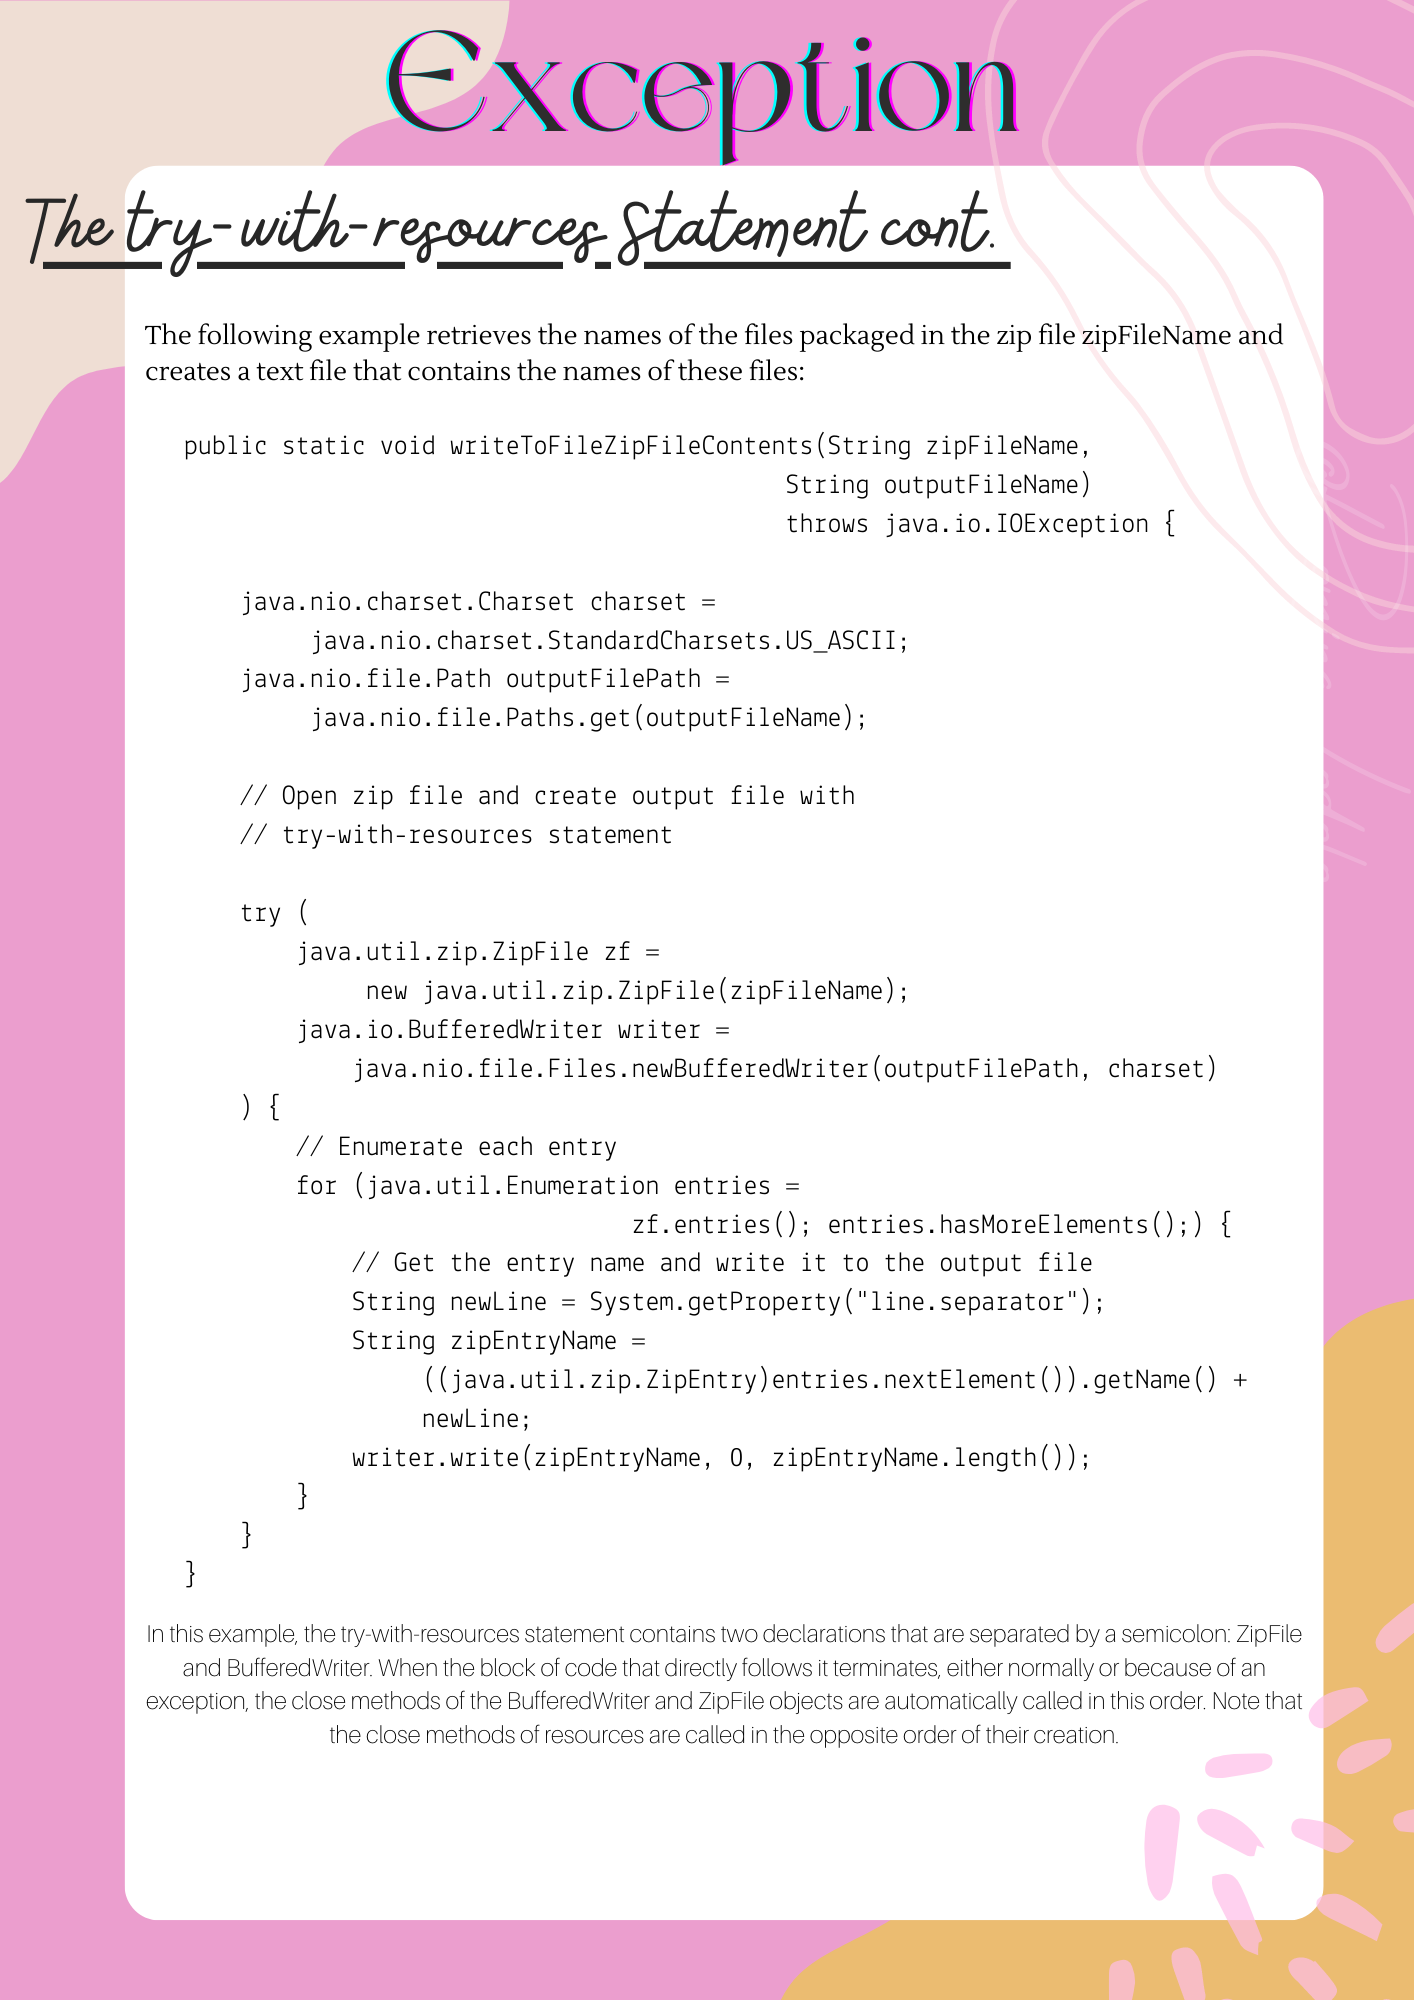 Exception
The try-with-resources Statement cont.
The following example retrieves the names of the files packaged in the zip file zipFileName and
creates a text file that contains the names of these files:
public static void writeToFileZipFileContents(String zipFileName,
String outputFileName)
throws java.io.IOException {
java.nio.charset.Charset charset =
java.nio.charset.StandardCharsets.US_ASCII;
java.nio.file.Path outputFilePath =
java.nio.file.Paths.get(outputFileName);
// Open zip file and create output file with
// try-with-resources statement
try (
java.util.zip.ZipFile zf =
new java.util.zip.ZipFile(zipFileName);
java.io.BufferedWriter writer =
java.nio.file.Files.newBufferedWriter(outputFilePath, charset)
) {
// Enumerate each entry
for (java.util.Enumeration entries =
zf.entries(); entries.hasMoreElements();) {
// Get the entry name and write it to the output file
String newLine = System.getProperty("line.separator");
String zipEntryName =
((java.util.zip.ZipEntry)entries.nextElement()).getName() +
newLine;
writer.write(zipEntryName, 0, zipEntryName.length());
}
}
}
In this example, the try-with-resources statement contains two declarations that are separated by a semicolon: ZipFile
and BufferedWriter. When the block of code that directly follows it terminates, either normally or because of an
exception, the close methods of the BufferedWriter and ZipFile objects are automatically called in this order. Note that
the close methods of resources are called in the opposite order of their creation.